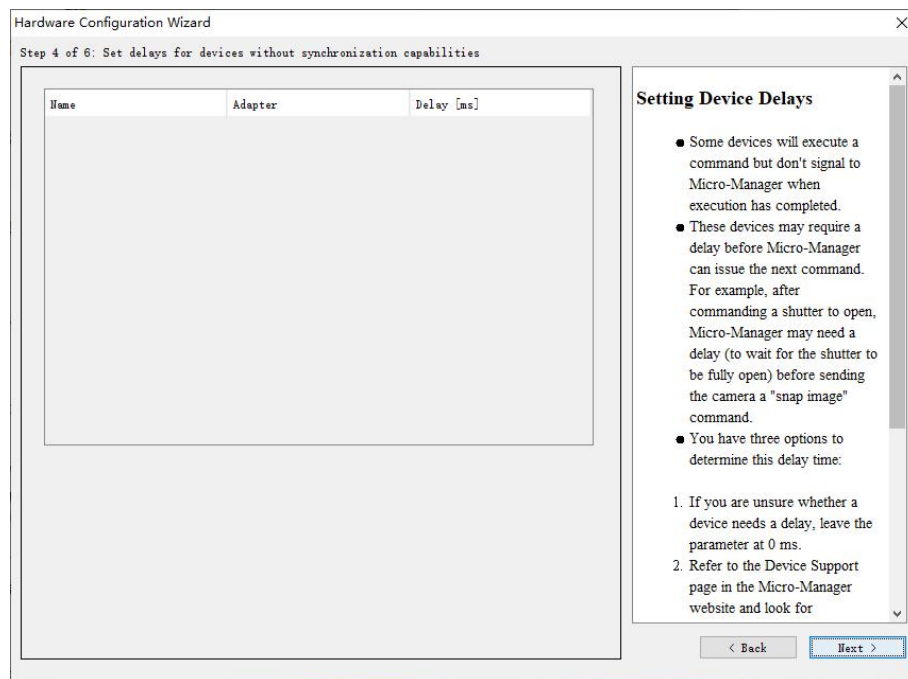 Hardware Configuration Wizard
Step 4 of 6: Set delays for devices without synchronization capabilities
Name Adapter Delay [ms]
Setting Device Delays
● Some devices will execute a
command but don't signal to
Micro-Manager when
execution has completed.
● These devices may require a
delay before Micro-Manager
can issue the next command.
For example, after
commanding a shutter to open,
Micro-Manager may need a
delay (to wait for the shutter to
be fully open) before sending
the camera a "snap image"
command.
● You have three options to
determine this delay time:
1. If you are unsure whether a
device needs a delay, leave the
parameter at 0 ms.
2. Refer to the Device Support
page in the Micro-Manager
website and look for
< Back Next >